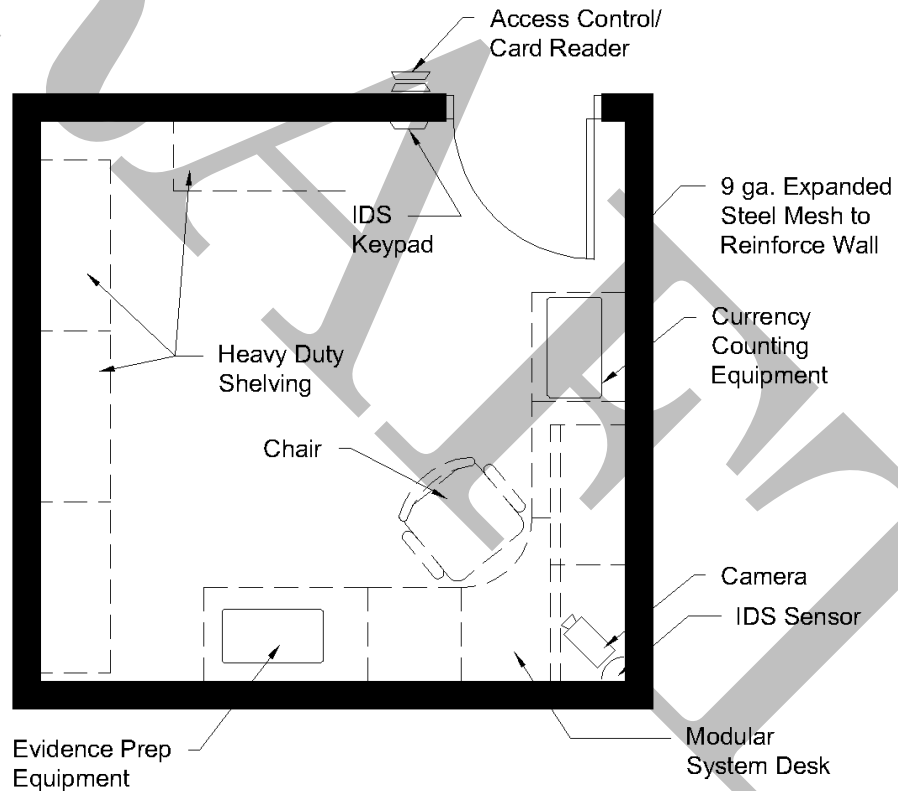 Access Control/
Card Reader
9 ga. Expanded
Steel Mesh to
Reinforce Wall
IDS
Keypad
Currency
Counting
Equipment
Heavy Duty
Shelving
Chair
Camera
IDS Sensor
Evidence Prep
Equipment
Modular
System Desk